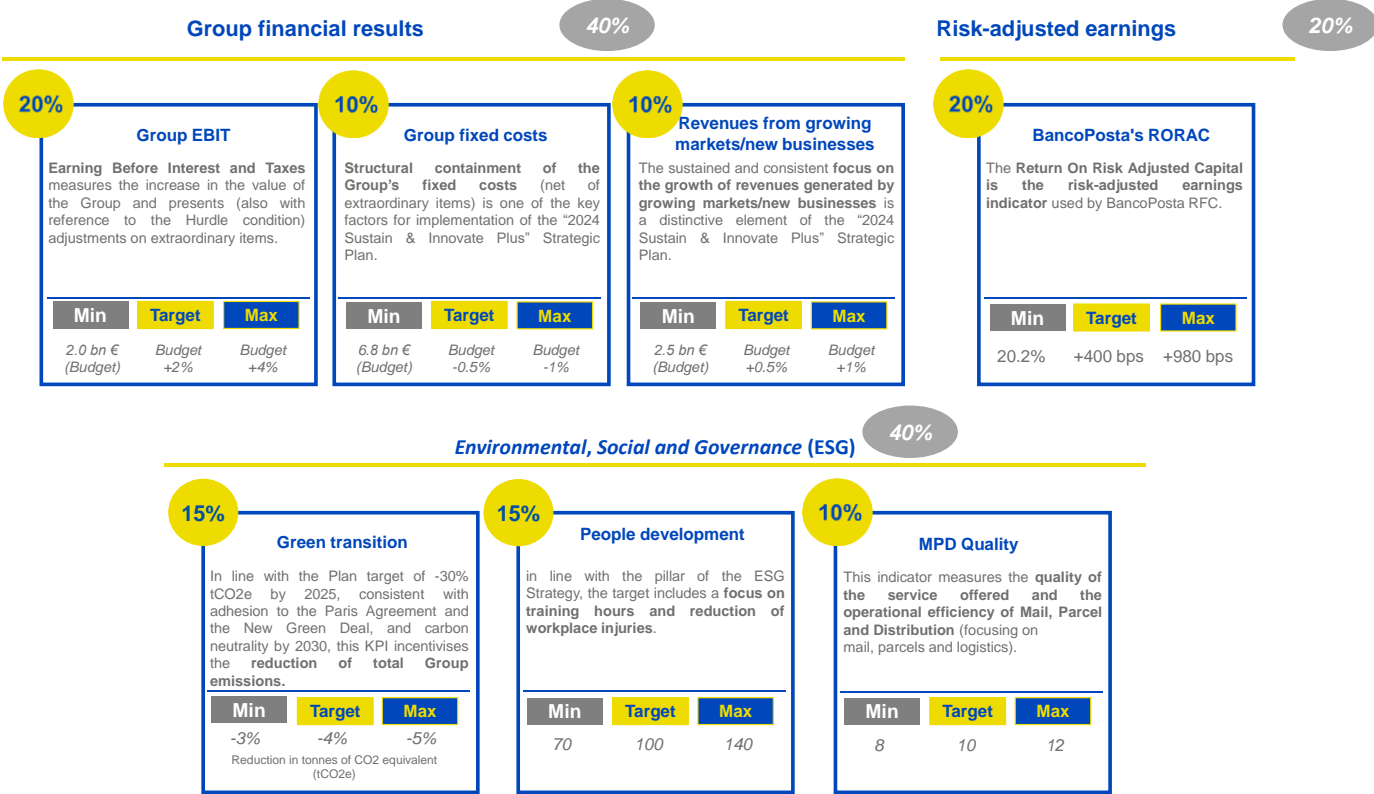 Group financial results
40%
20%
Group EBIT
Earning Before Interest and Taxes
measures the increase in the value of
the Group and presents (also with
reference to the Hurdle condition)
adjustments on extraordinary items.
Min Target Max
2.0 bn € Budget Budget
(Budget) +2% +4%
10%
Group fixed costs
Structural containment of the
Group's fixed costs (net of
extraordinary items) is one of the key
factors for implementation of the “2024
Sustain & Innovate Plus” Strategic
Plan.
Min Target Max
6.8 bn € Budget Budget
(Budget) -0.5% -1%
10%
Revenues from growing
markets/new businesses
The sustained and consistent focus on
the growth of revenues generated by
growing markets/new businesses is
a distinctive element of the “2024
Sustain & Innovate Plus” Strategic
Plan.
Min Target Max
2.5 bn € Budget Budget
(Budget) +0.5% +1%
Risk-adjusted earnings
20%
20%
BancoPosta's RORAC
The Return On Risk Adjusted Capital
is the risk-adjusted earnings
indicator used by BancoPosta RFC.
Min Target Max
20.2% +400 bps +980 bps
Environmental, Social and Governance (ESG)
40%
15%
Green transition
In line with the Plan target of -30%
tCO2e by 2025, consistent with
adhesion to the Paris Agreement and
the New Green Deal, and carbon
neutrality by 2030, this KPI incentivises
the reduction of total Group
emissions.
Min Target Max
-3% -4% -5%
Reduction in tonnes of CO2 equivalent
(tCO2e)
15%
People development
in line with the pillar of the ESG
Strategy, the target includes a focus on
training hours and reduction of
workplace injuries.
Min Target Max
70 100 140
10%
MPD Quality
This indicator measures the quality of
the service offered and the
operational efficiency of Mail, Parcel
and Distribution (focusing on
mail, parcels and logistics).
Min Target Max
8 10 12